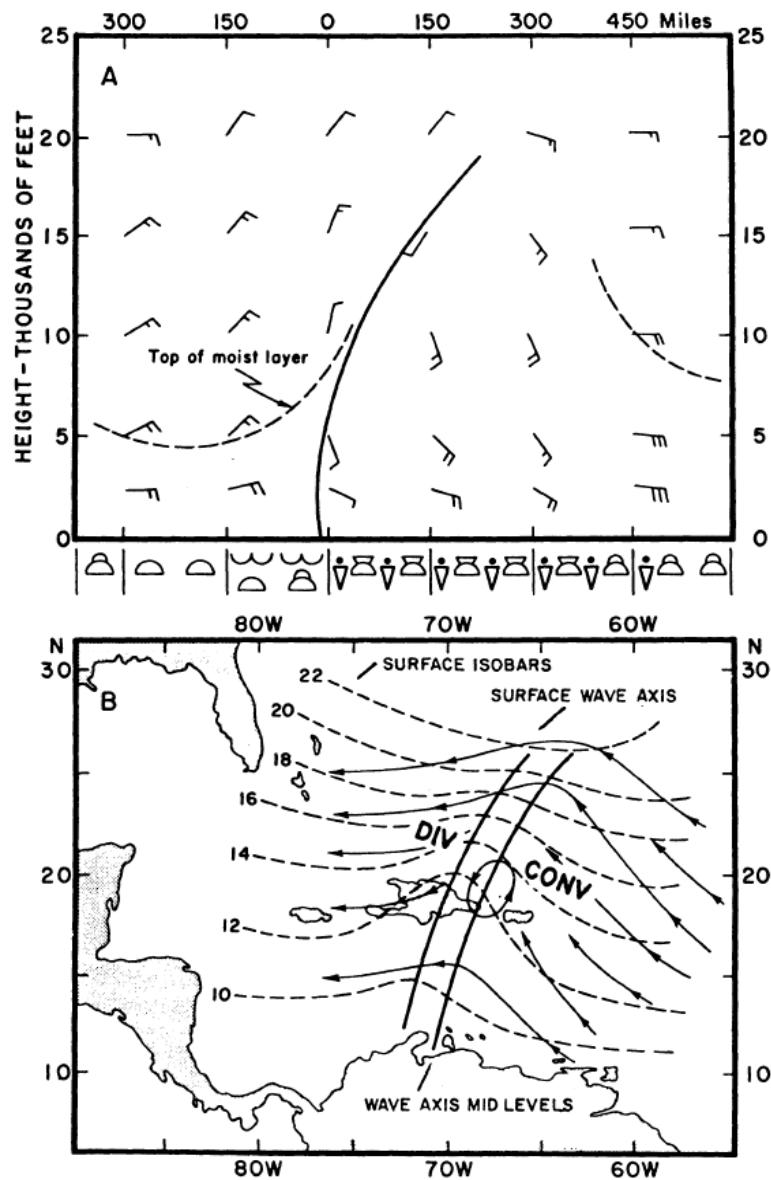 300 150 0 150 300 450 Miles
25 25
A
20 20
15 15
10 10
Top of moist layer
5 5
0 0
HEIGHT-THOUSANDS OF FEET
80W 70W 60W
N N
30 30
B
22
SURFACE ISOBARS
SURFACE WAVE AXIS
20
18
16
DIV
14
20 20
CONV
12
10
10 10
WAVE AXIS MID LEVELS
80W 70W 60W